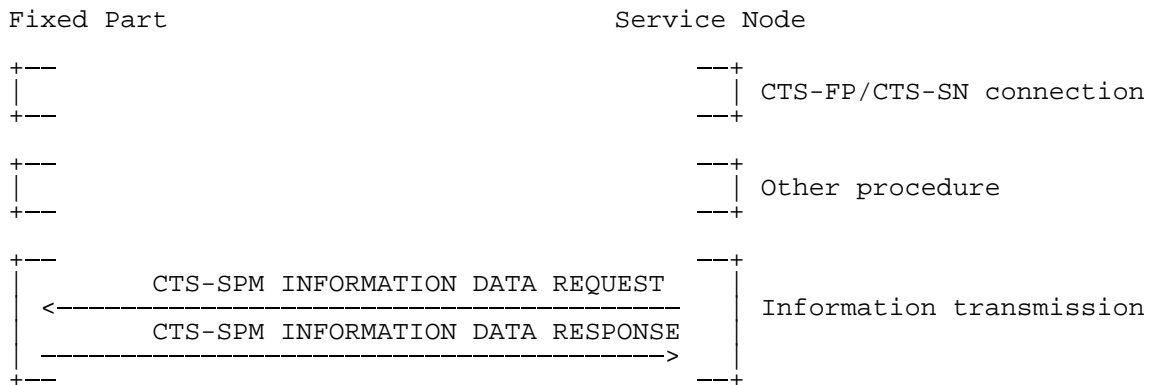 Fixed Part Service Node
CTS-FP/CTS-SN connection
Other procedure
CTS-SPM INFORMATION DATA REQUEST
Information transmission
CTS-SPM INFORMATION DATA RESPONSE